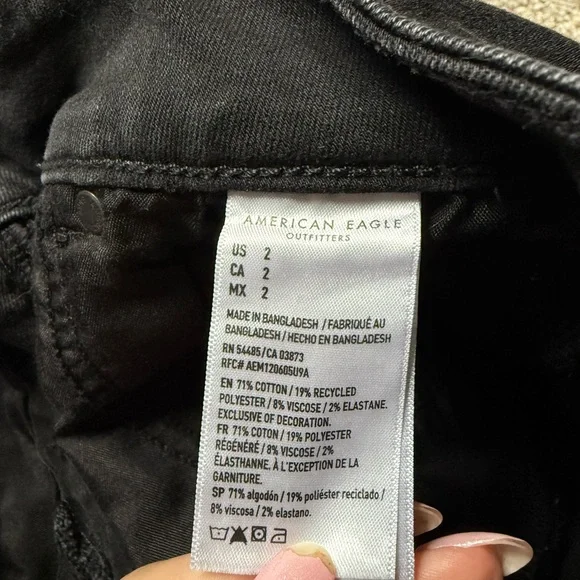 AMERICAN EAGLE
OUTFITTERS
US 2
CA 2
MX 2
MADE IN BANGLADESH / FABRIQUÉ AU
BANGLADESH / HECHO EN BANGLADESH
RN 54485/CA 03873
RFC# AEM120605U9A
EN 71% COTTON / 19% RECYCLED
POLYESTER / 8% VISCOSE / 2% ELASTANE.
EXCLUSIVE OF DECORATION.
FR 71% COTON / 19% POLYESTER
RÉGÉNÉRÉ / 8% VISCOSE / 2%
ÉLASTHANNE. À L'EXCEPTION DE LA
GARNITURE.
SP 71% algodón / 19% poliéster reciclado /
8% viscosa / 2% elastano.